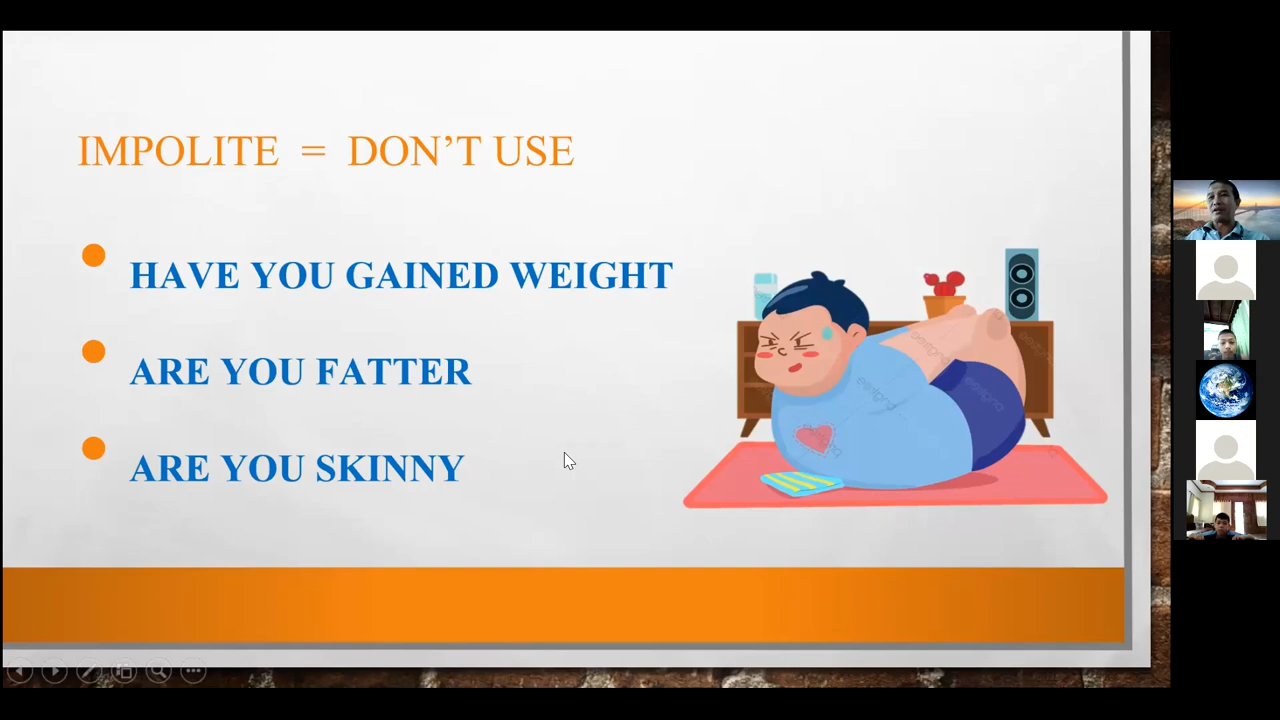 IMPOLITE = DON’T USE
HAVE YOU GAINED WEIGHT
ARE YOU FATTER
ARE YOU SKINNY